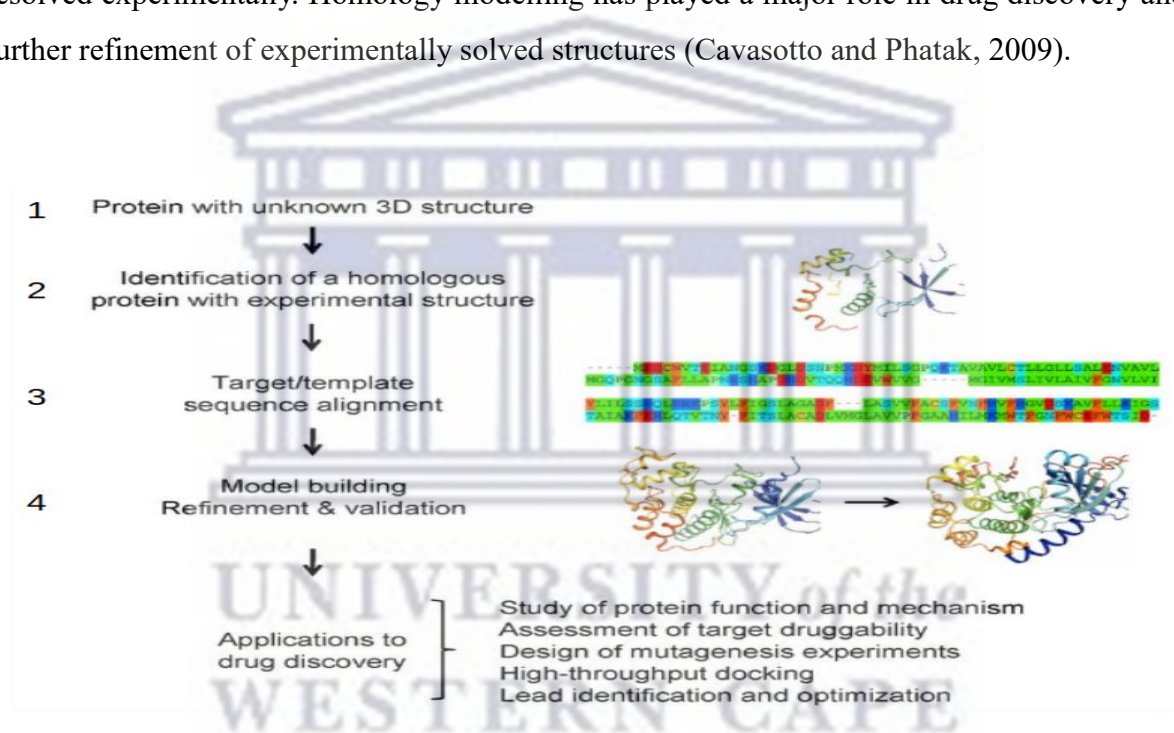 esolved experimentally. Homology modelling has played a major role in drug discovery and
urther refinement of experimentally solved structures (Cavasotto and Phatak, 2009).
1 Protein with unknown 3D structure
2 Identification of a homologous
protein with experimental structure
3 Target/template
sequence alignment
4 Model building
Refinement & validation
Applications to
drug discovery
Study of protein function and mechanism
Assessment of target druggability
Design of mutagenesis experiments
High-throughput docking
Lead identification and optimization
UNIVERSITY of the
WESTERN CAPE